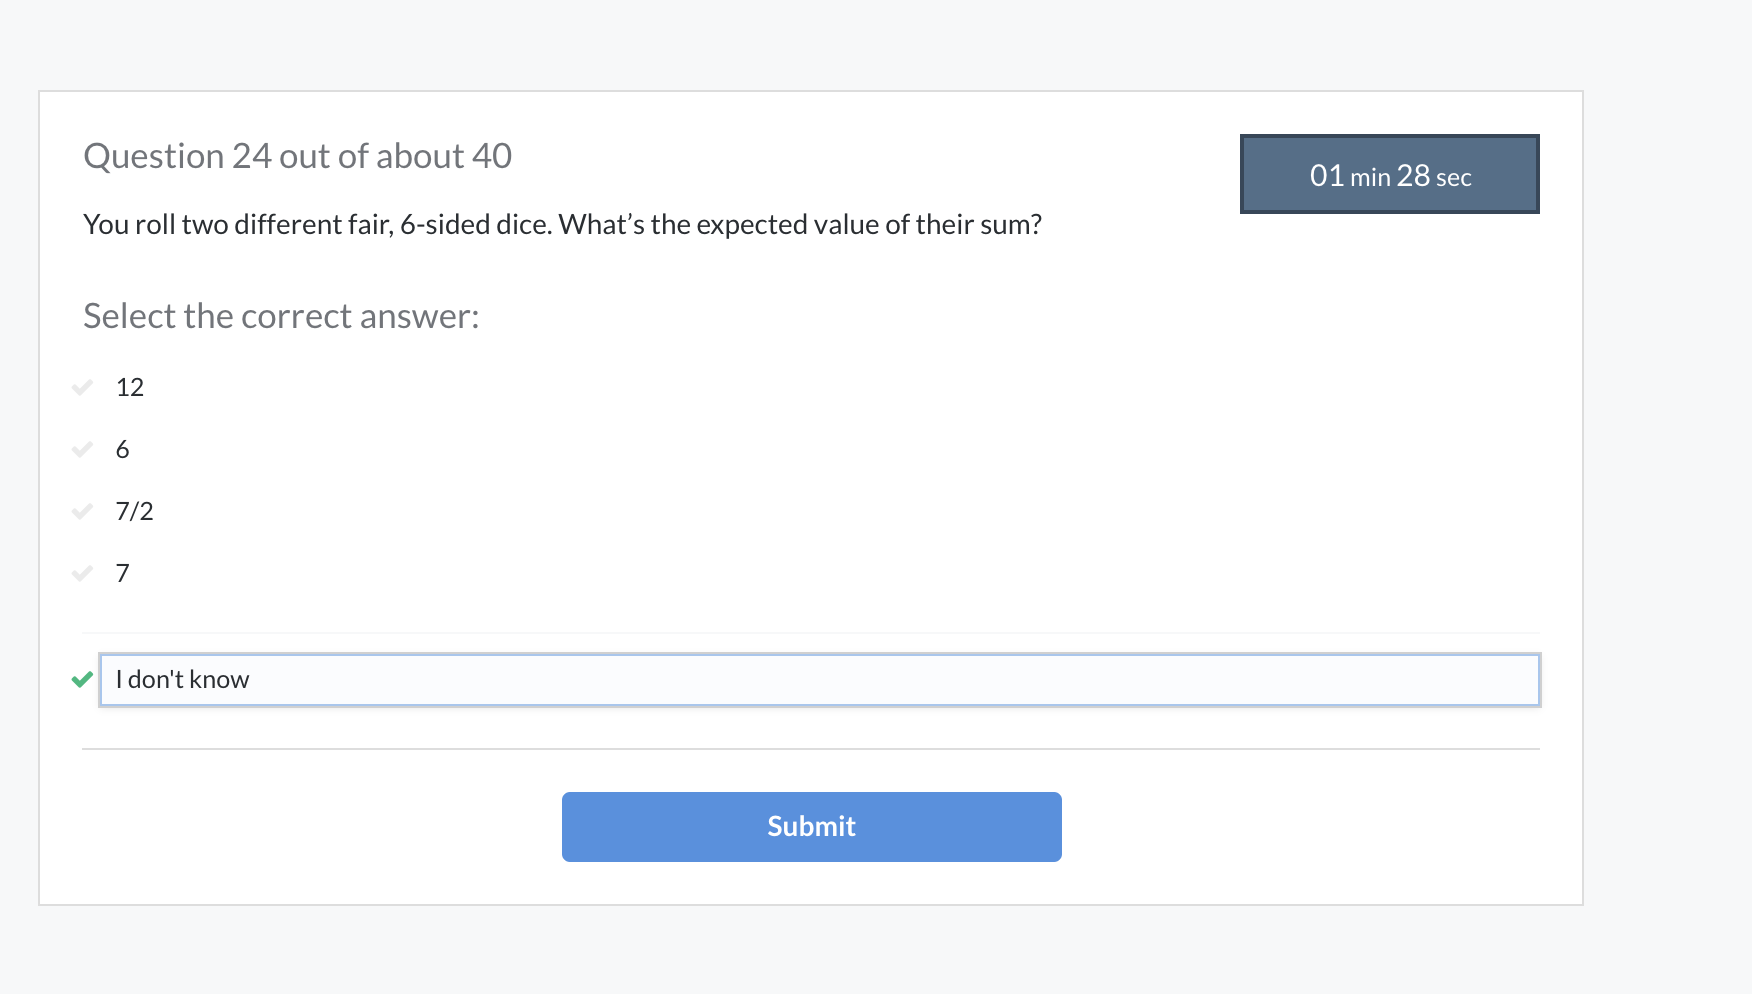 Question 24 out of about 40
01 min 28 sec
You roll two different fair, 6-sided dice. What’s the expected value of their sum?
Select the correct answer:
12
6
7/2
7
I don't know
Submit